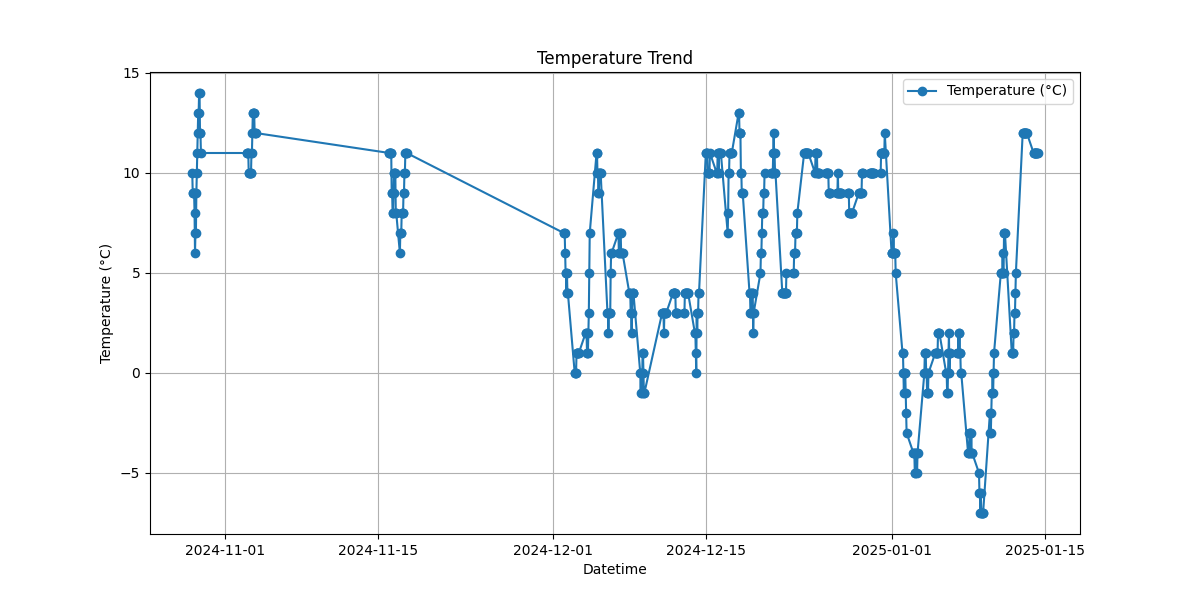 Temperature Trend
Temperature (°C)
15
10
5
0
−5
Temperature (°C)
2024-11-01
2024-11-15
2024-12-01
2024-12-15
2025-01-01
2025-01-15
Datetime